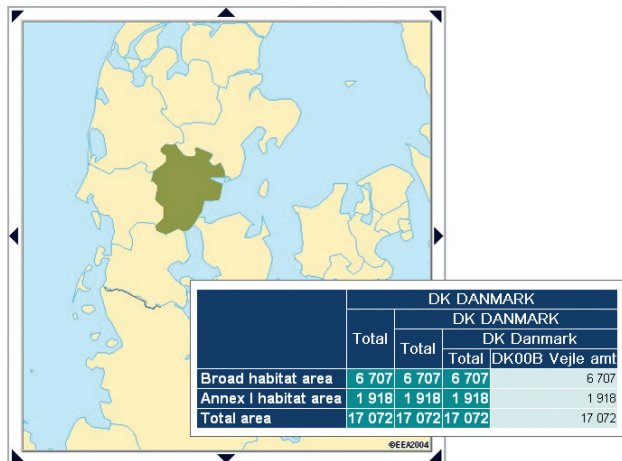 DK DANMARK
DK DANMARK
Total
Total
DK Danmark
Total DK00B Vejle amt
Broad habitat area 6 707 6 707 6 707 6 707
Annex I habitat area 1 918 1 918 1 918 1 918
Total area 17 072 17 072 17 072 17 072
©EEA2004